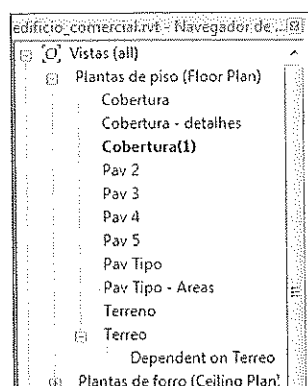 edificio_comercial.rvt - Navegador de ...
Vistas (all)
Plantas de piso (Floor Plan)
Cobertura
Cobertura - detalhes
Cobertura(1)
Pav 2
Pav 3
Pav 4
Pav 5
Pav Tipo
Pav Tipo - Areas
Terreno
Terreo
Dependent on Terreo
Plantas de forro (Ceiling Plan)